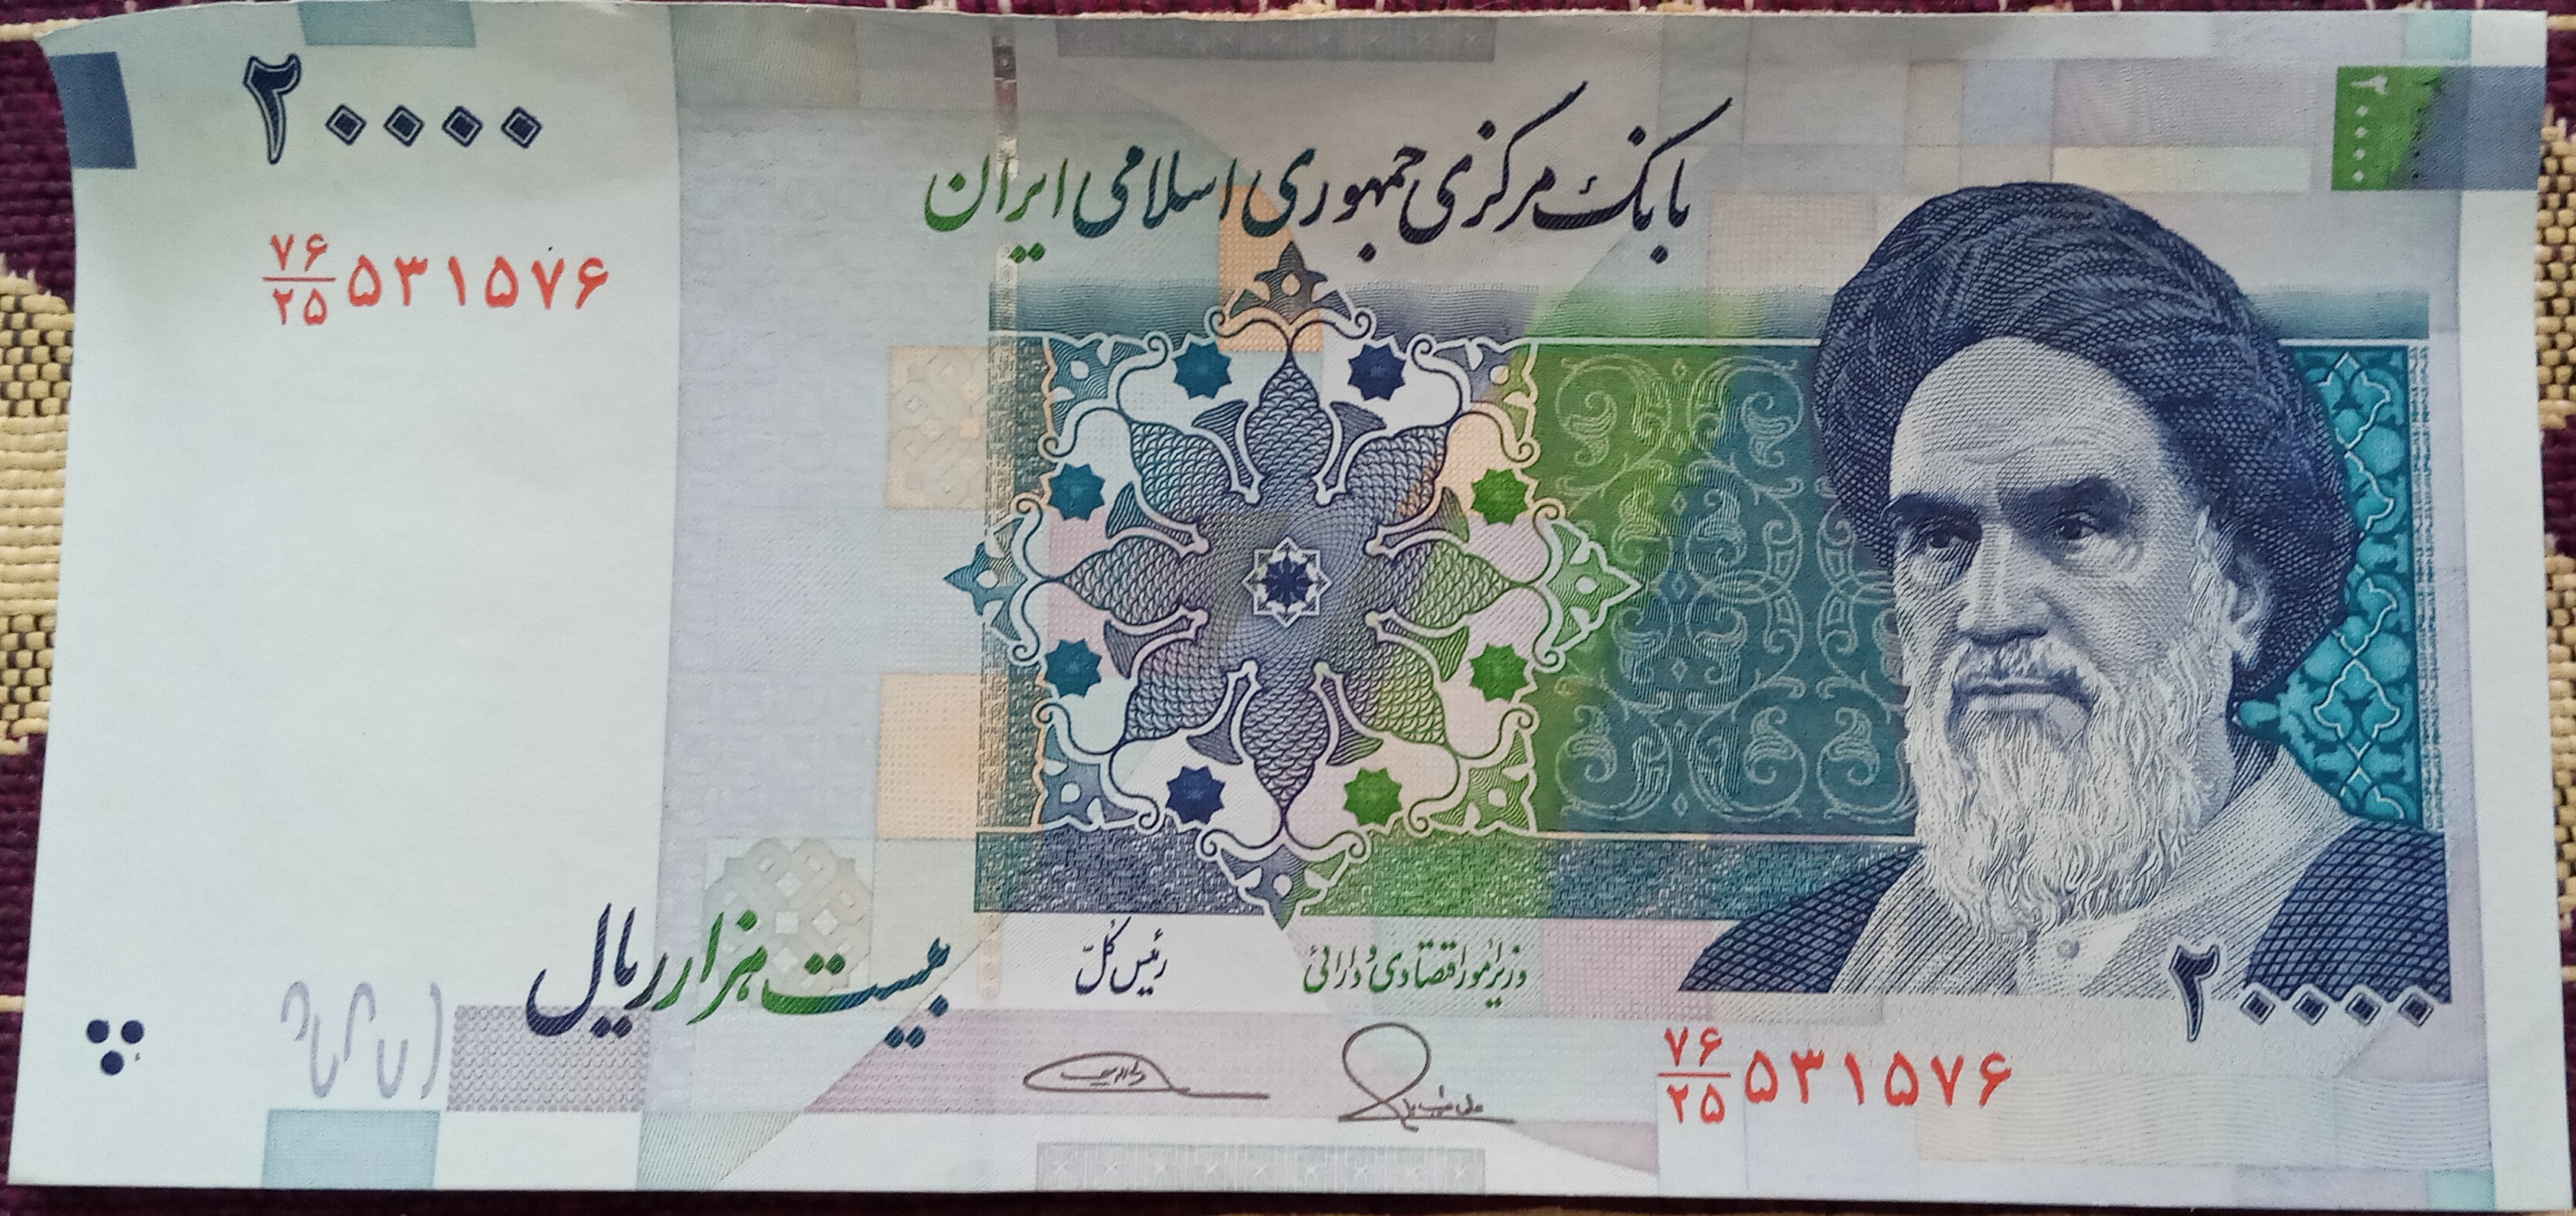 ۲۰۰۰۰
۲۰۰۰۰
بانک مرکزی جمهوری اسلامی ایران
۷۶
۲۵ ۵۳۱۵۷۶
بیست هزار ریال
وزیر امور اقتصادی و دارائی
رئیس کلّ
۲۰۰۰۰
۷۶
۲۵ ۵۳۱۵۷۶